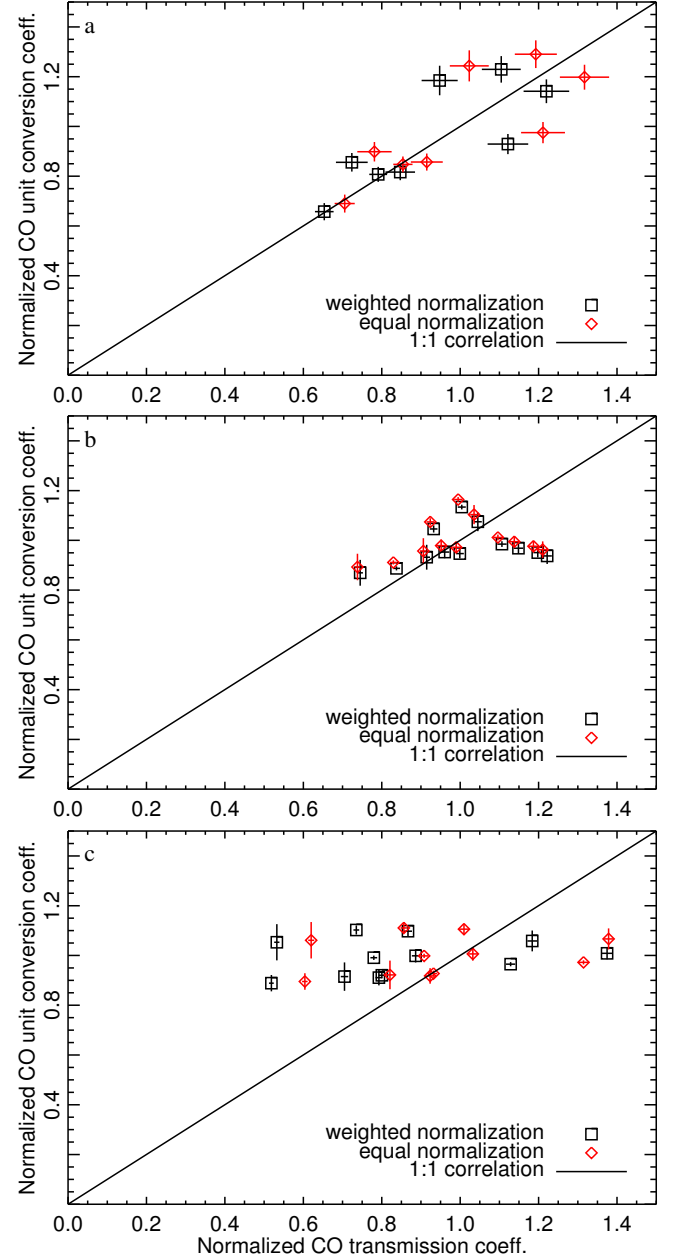 a
Normalized CO unit conversion coeff.
1.2
0.8
0.4
weighted normalization
equal normalization
1:1 correlation
0.0 0.2 0.4 0.6 0.8 1.0 1.2 1.4
b
Normalized CO unit conversion coeff.
1.2
0.8
0.4
weighted normalization
equal normalization
1:1 correlation
0.0 0.2 0.4 0.6 0.8 1.0 1.2 1.4
c
Normalized CO unit conversion coeff.
1.2
0.8
0.4
weighted normalization
equal normalization
1:1 correlation
0.0 0.2 0.4 0.6 0.8 1.0 1.2 1.4
Normalized CO transmission coeff.